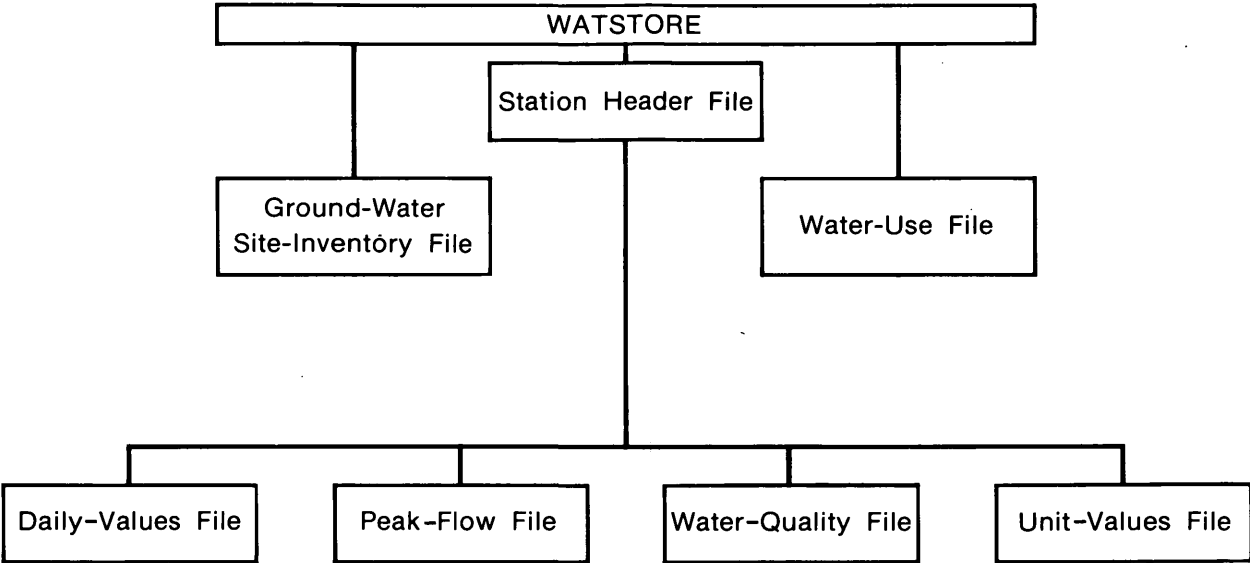 WATSTORE
Station Header File
Ground-Water
Site-Inventory File
Water-Use File
Daily-Values File
Peak-Flow File
Water-Quality File
Unit-Values File